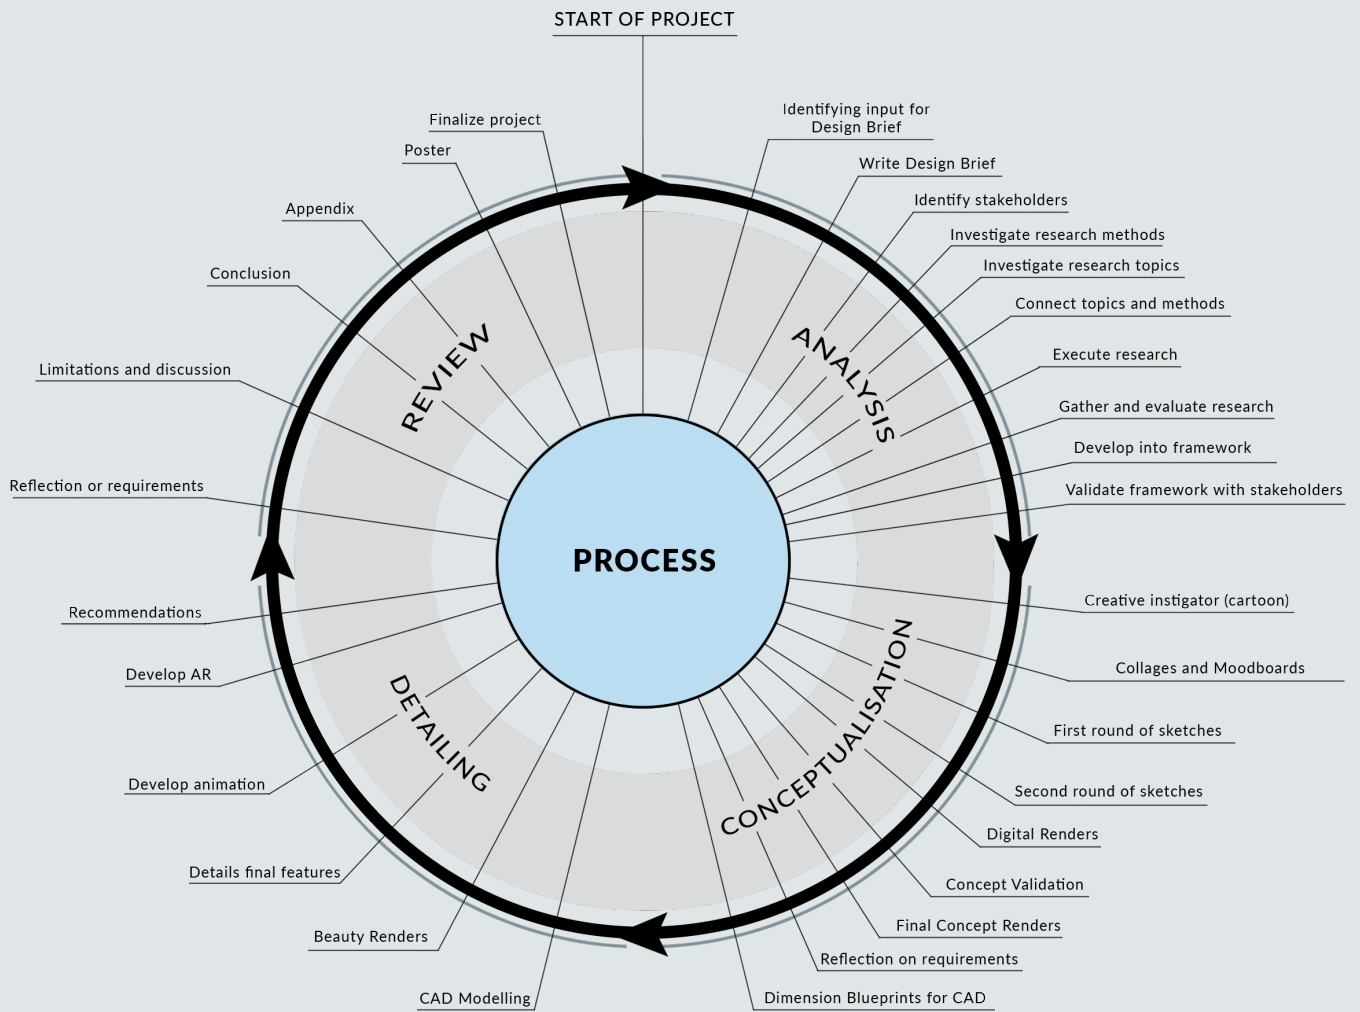 START OF PROJECT
Identifying input for
Design Brief
Write Design Brief
Identify stakeholders
Investigate research methods
Investigate research topics
Connect topics and methods
Execute research
Gather and evaluate research
Develop into framework
Validate framework with stakeholders
Creative instigator (cartoon)
Collages and Moodboards
First round of sketches
Second round of sketches
Digital Renders
Concept Validation
Final Concept Renders
Reflection on requirements
Dimension Blueprints for CAD
CAD Modelling
Beauty Renders
Details final features
Develop animation
Develop AR
Recommendations
Reflection or requirements
Limitations and discussion
Conclusion
Appendix
Poster
Finalize project
ANALYSIS
CONCEPTUALISATION
DETAILING
REVIEW
PROCESS